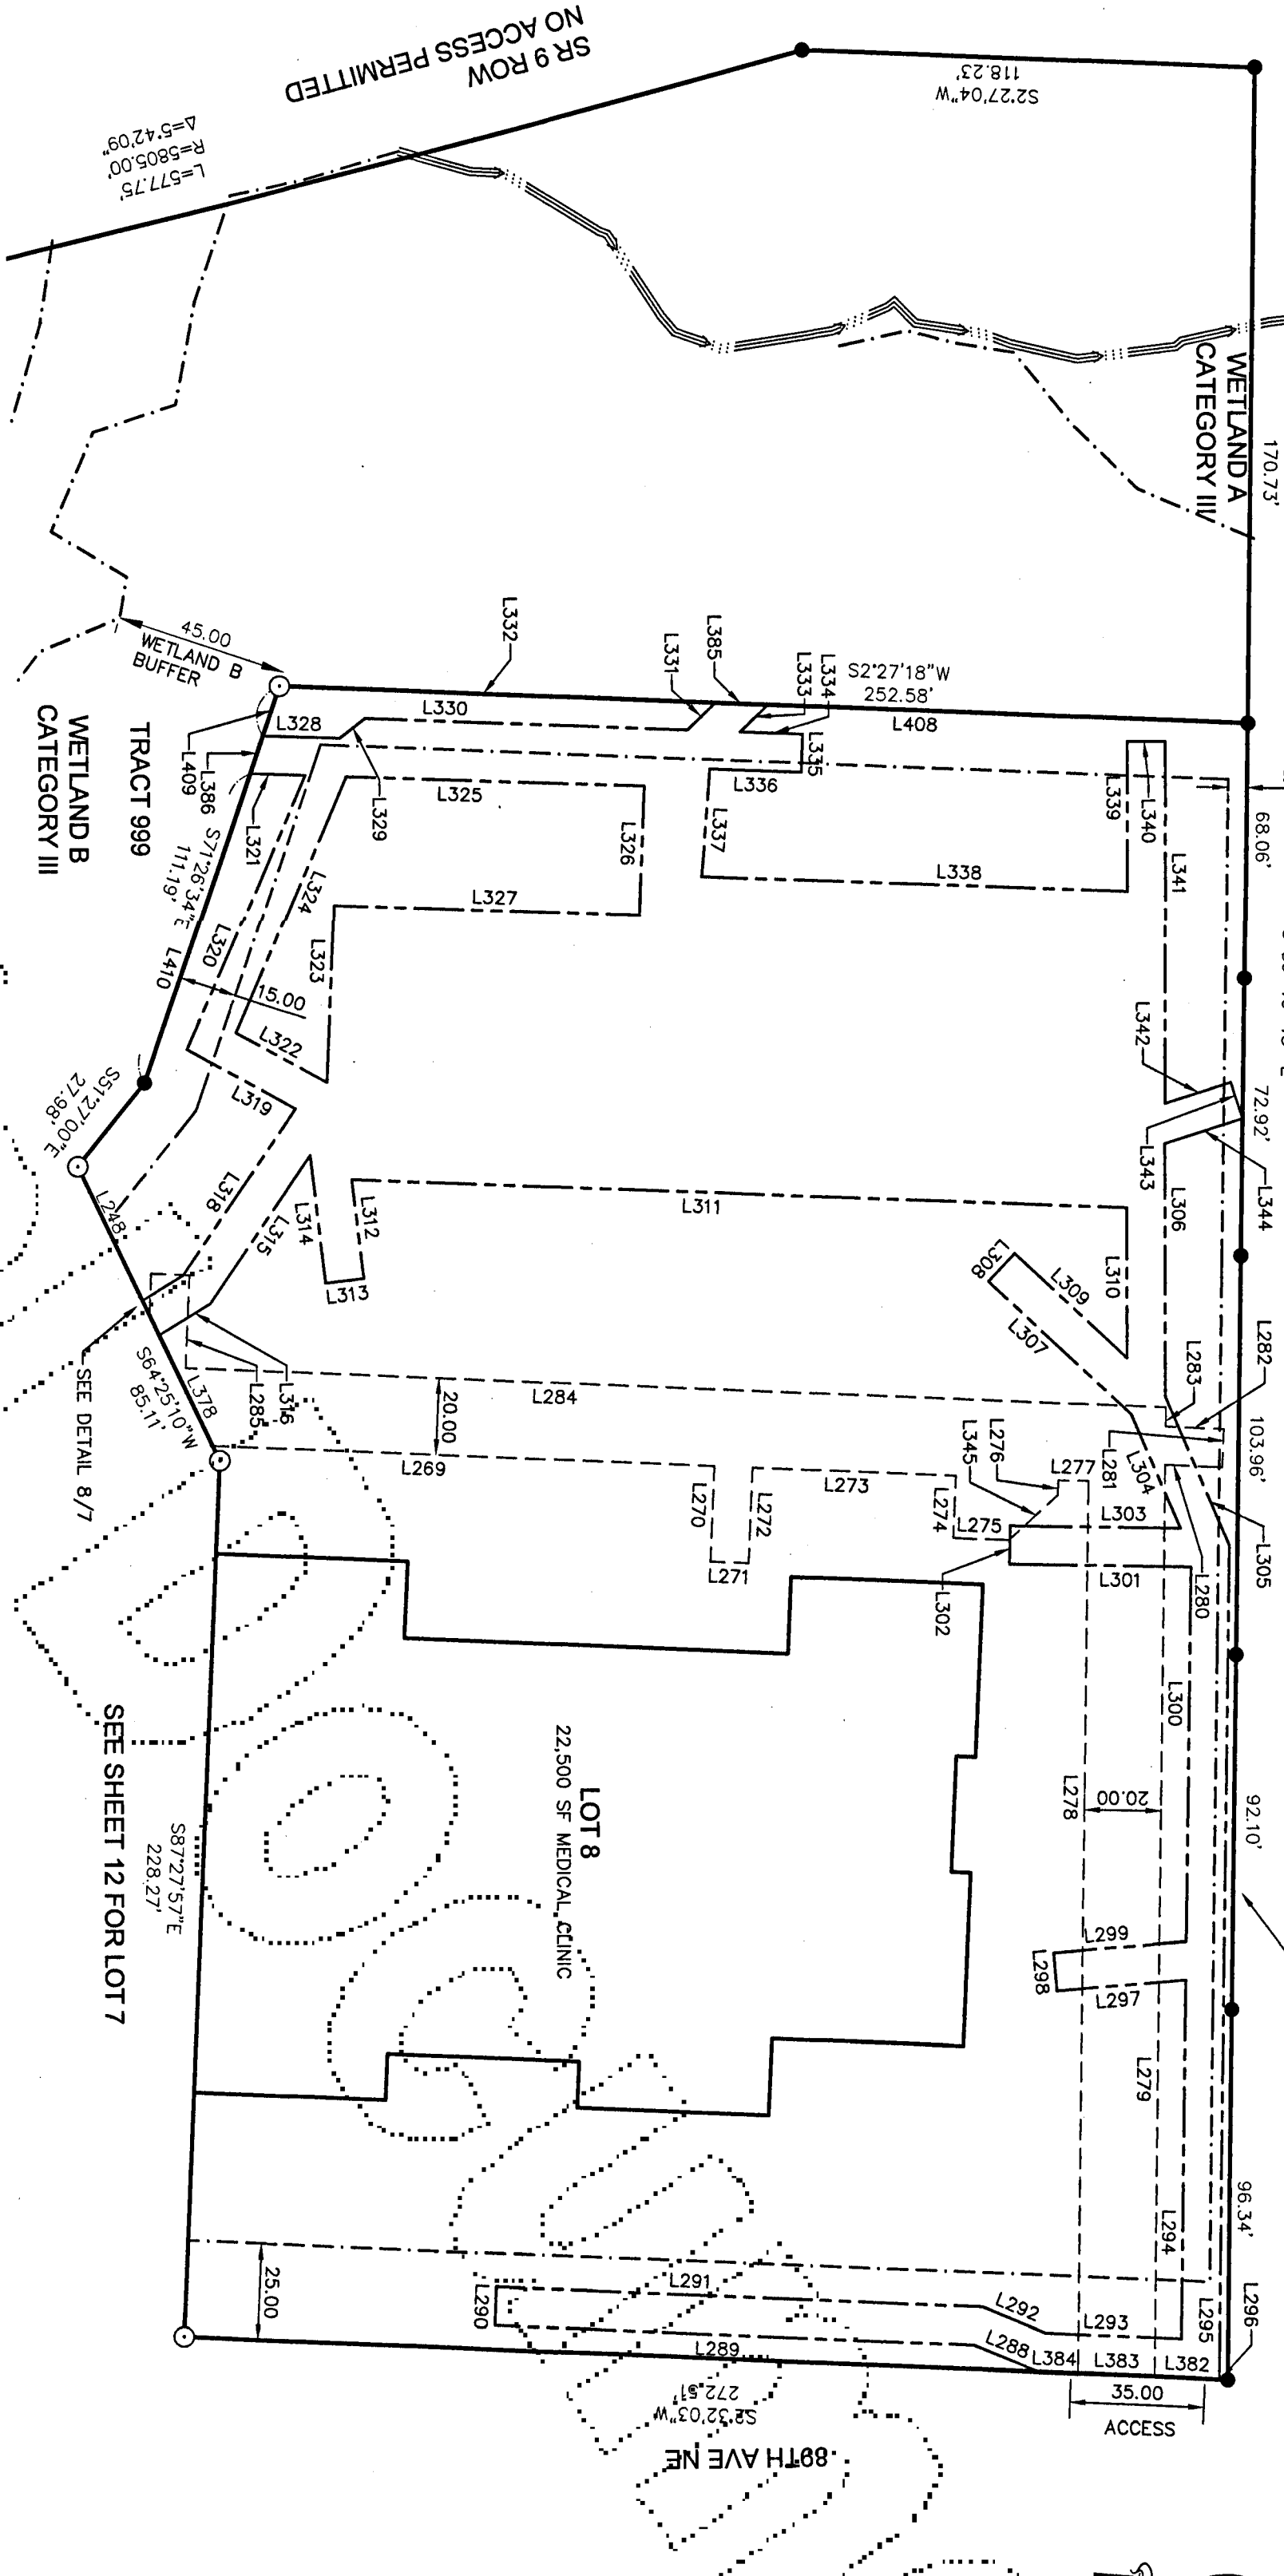 SR 9 ROW
NO ACCESS PERMITTED
S2°27'04"W
118.23'
L=577.75'
R=5805.00'
Δ=5°42'09"
WETLAND A
CATEGORY III
170.73'
68.06'
72.92'
103.96'
92.10'
96.34'
45.00
WETLAND B
BUFFER
TRACT 999
WETLAND B
CATEGORY III
L332
L331
L385
L333
L334
S2°27'18"W
252.58'
L408
L335
L330
L328
L329
L409
L386
S71°26'34"E
111.19'
L410
L321
L320
L324
L325
L326
L327
L323
L322
L319
15.00
L336
L337
L338
L339
L340
L341
L342
L343
L344
L306
S51°27'00"E
27.98'
L248
L318
L315
L314
L312
L313
L311
L310
L309
L308
L307
L283
L282
L316
L285
L378
S64°25'10"W
85.11'
SEE DETAIL 8/7
L284
20.00
L269
L270
L271
L272
L273
L274
L275
L276
L345
L277
L281
L304
L303
L280
L305
L302
L301
L300
L278
20.00
L299
L298
L297
L279
L294
L295
L296
LOT 8
22,500 SF MEDICAL CLINIC
SEE SHEET 12 FOR LOT 7
S87°27'57"E
228.27'
25.00
L290
L291
L292
L293
L289
L288
L384
L383
L382
35.00
ACCESS
S2°32'03"W
272.51'
89TH AVE NE